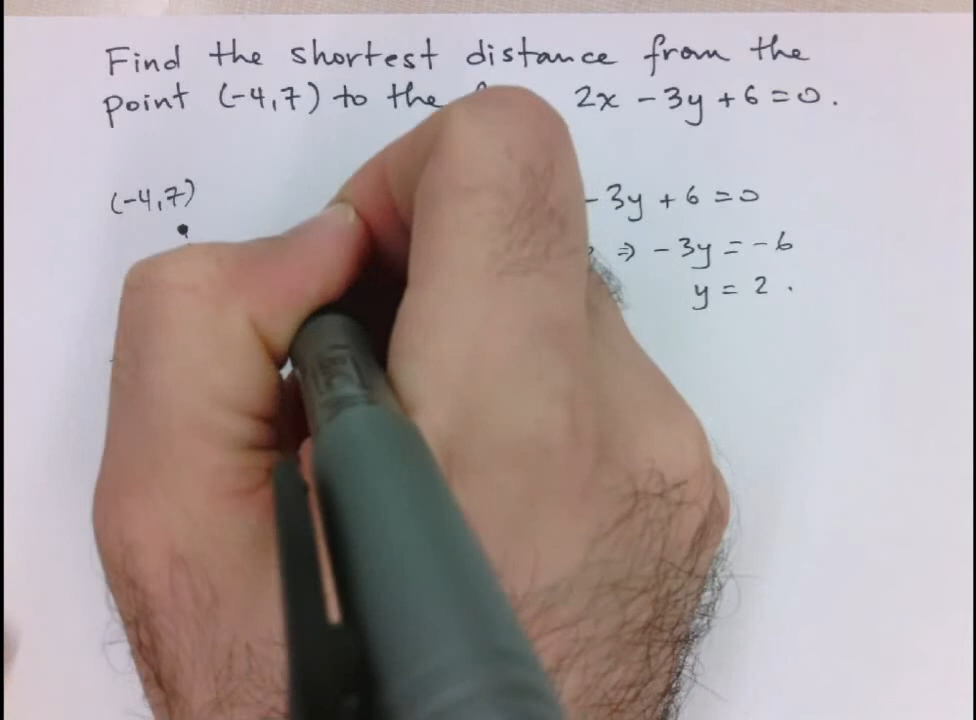 Find the shortest distance from the
point (-4,7) to the 2x - 3y + 6 = 0.
(-4,7)
- 3y + 6 = 0
⇒ - 3y = - 6
y = 2 .